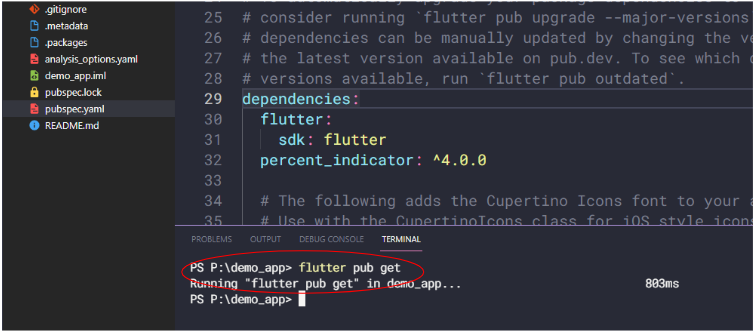 .gitignore
.metadata
.packages
analysis_options.yaml
demo_app.iml
pubspec.lock
pubspec.yaml
README.md
25 # consider running `flutter pub upgrade --major-versions
26 # dependencies can be manually updated by changing the ve
27 # the latest version available on pub.dev. To see which
28 # versions available, run `flutter pub outdated`.
29 dependencies:
30 flutter:
31 sdk: flutter
32 percent_indicator: ^4.0.0
33
34 # The following adds the Cupertino Icons font to your a
35 # Use with the CupertinoIcons class for iOS style icons
PROBLEMS OUTPUT DEBUG CONSOLE TERMINAL
PS P:\demo_app> flutter pub get
Running "flutter pub get" in demo_app... 803ms
PS P:\demo_app>